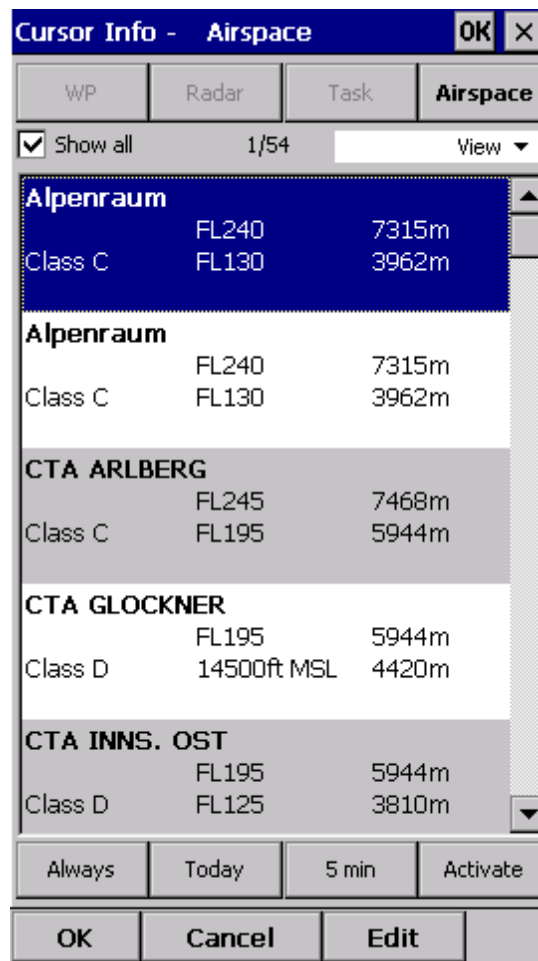 Cursor Info - Airspace OK ×
WP Radar Task Airspace
Show all 1/54 View
Alpenraum
FL240 7315m
Class C FL130 3962m
Alpenraum
FL240 7315m
Class C FL130 3962m
CTA ARLBERG
FL245 7468m
Class C FL195 5944m
CTA GLOCKNER
FL195 5944m
Class D 14500ft MSL 4420m
CTA INNS. OST
FL195 5944m
Class D FL125 3810m
Always Today 5 min Activate
OK Cancel Edit